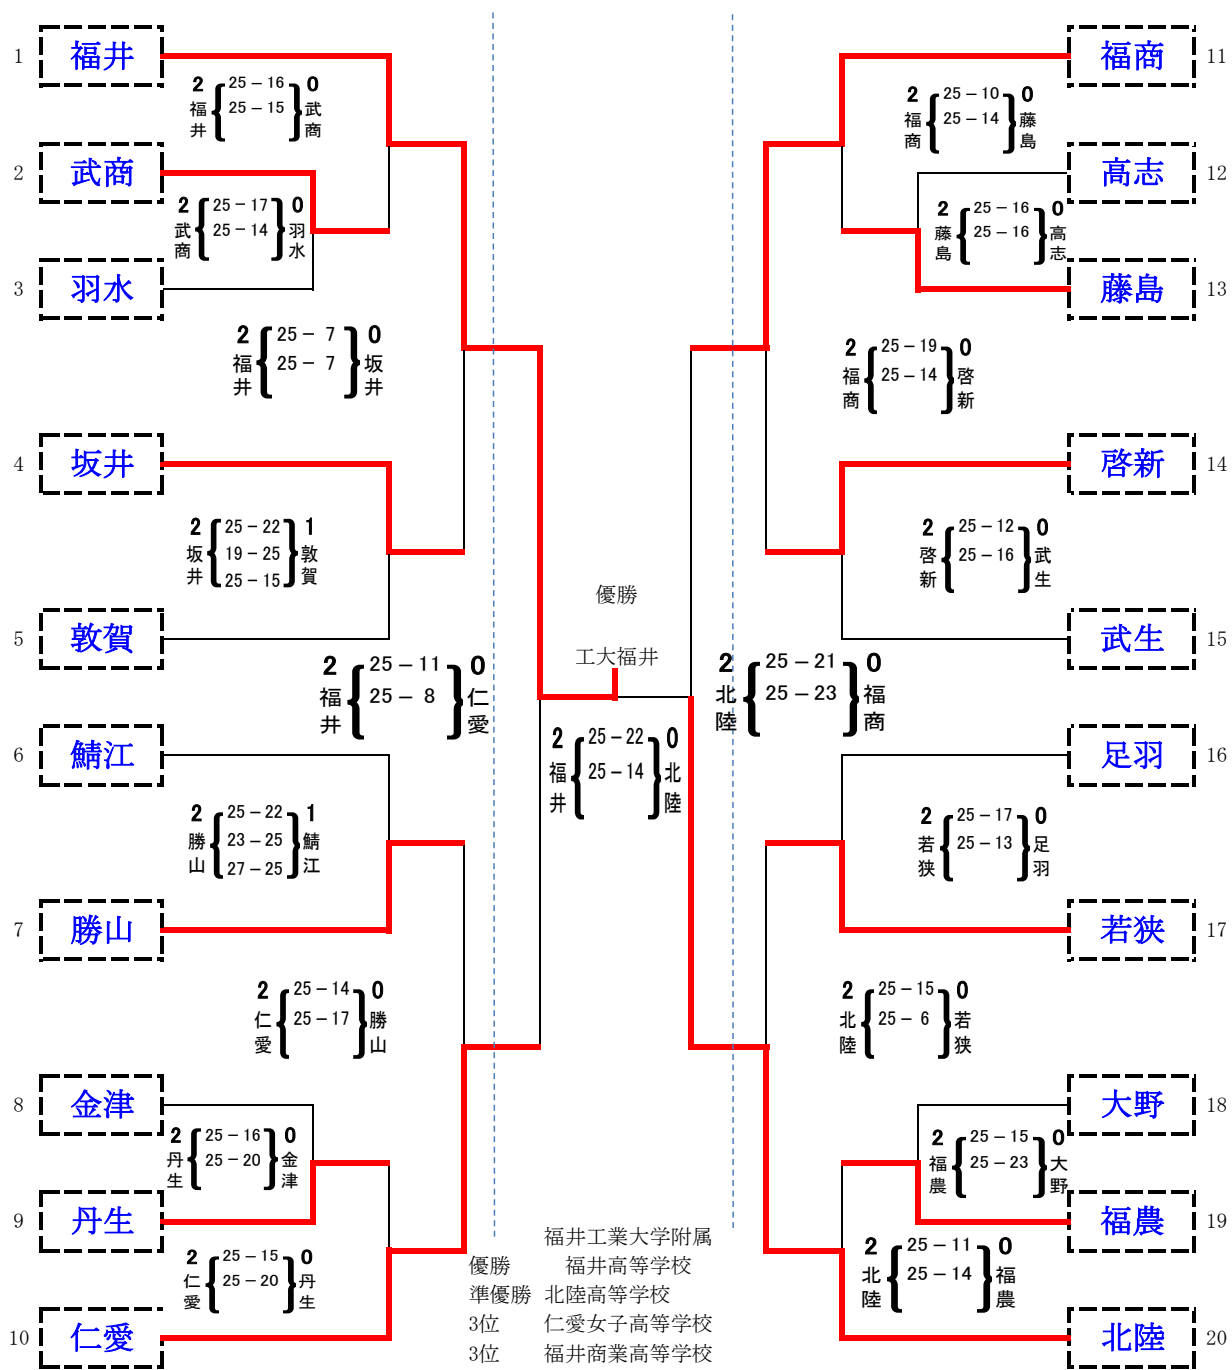 1 福井
2 25－16 0
福井 25－15 武商
2 武商
2 25－17 0
武商 25－14 羽水
3 羽水
2 25－ 7 0
福井 25－ 7 坂井
4 坂井
2 25－22 1
坂井 19－25 敦賀
25－15
5 敦賀
2 25－11 0
福井 25－ 8 仁愛
6 鯖江
2 25－22 1
勝山 23－25 鯖江
27－25
7 勝山
2 25－14 0
仁愛 25－17 勝山
8 金津
2 25－16 0
丹生 25－20 金津
9 丹生
2 25－15 0
仁愛 25－20 丹生
10 仁愛
優勝
工大福井
2 25－22 0
福井 25－14 北陸
福商 11
2 25－10 0
福商 25－14 藤島
高志 12
2 25－16 0
藤島 25－16 高志
藤島 13
2 25－19 0
福商 25－14 啓新
啓新 14
2 25－12 0
啓新 25－16 武生
武生 15
2 25－21 0
北陸 25－23 福商
足羽 16
2 25－17 0
若狭 25－13 足羽
若狭 17
2 25－15 0
北陸 25－ 6 若狭
大野 18
2 25－15 0
福農 25－23 大野
福農 19
2 25－11 0
北陸 25－14 福農
北陸 20
福井工業大学附属
優勝 福井高等学校
準優勝 北陸高等学校
3位 仁愛女子高等学校
3位 福井商業高等学校